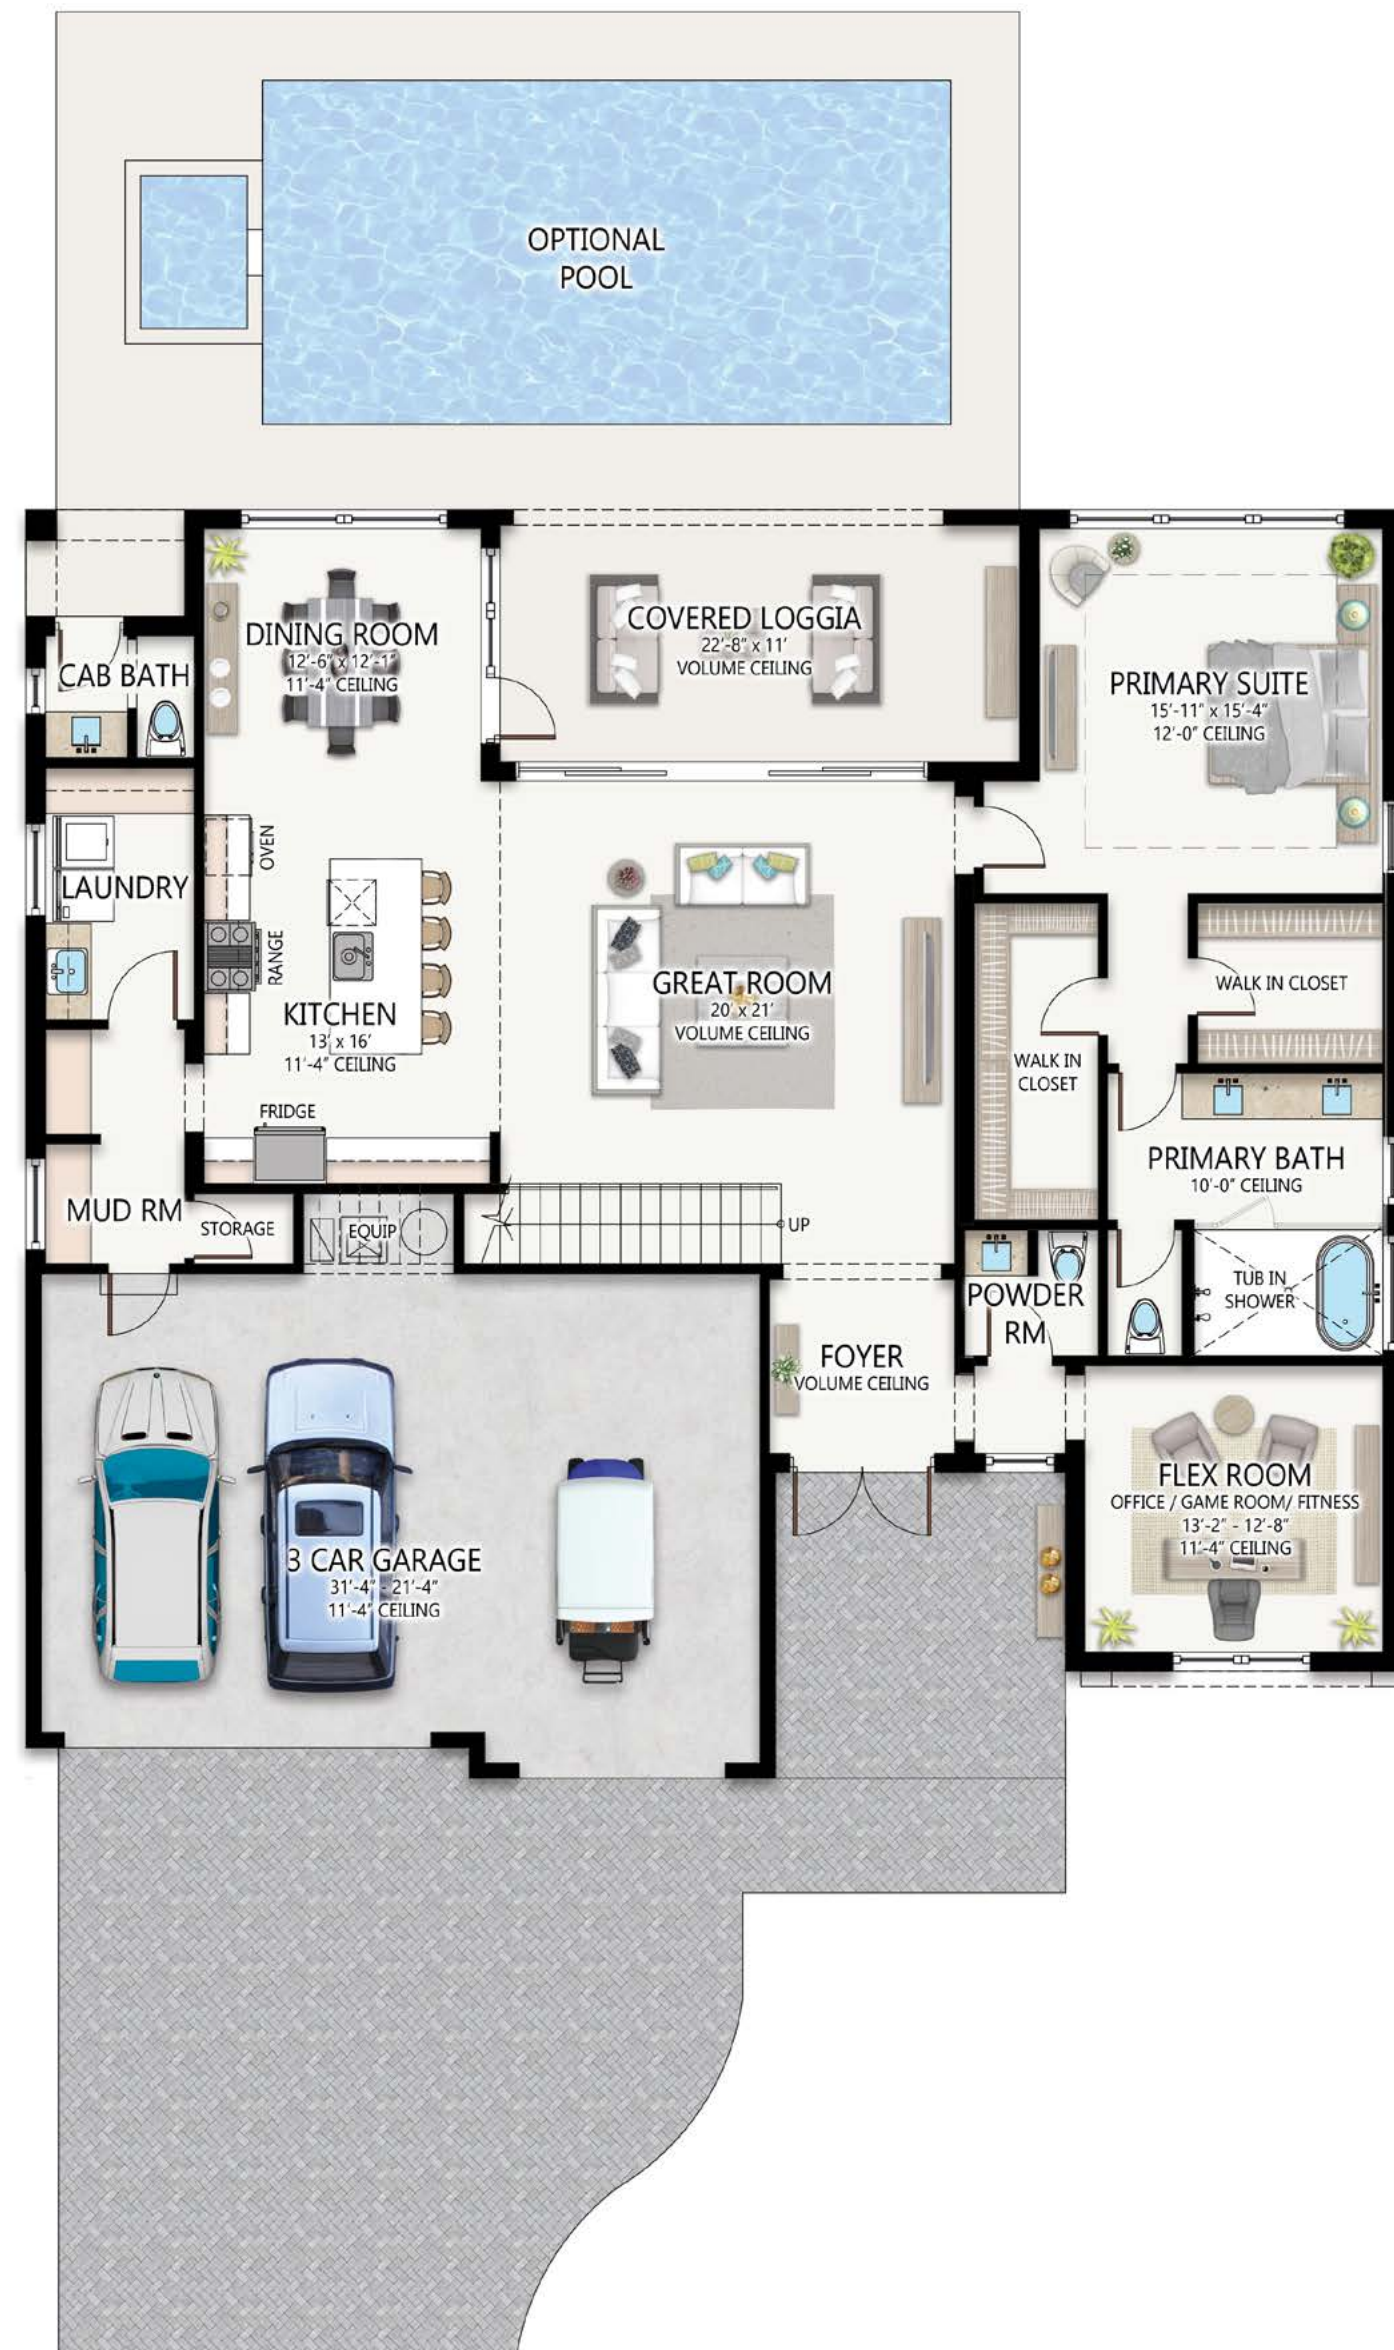 OPTIONAL
POOL
DINING ROOM
12'-6" x 12'-1"
11'-4" CEILING
COVERED LOGGIA
22'-8" x 11'
VOLUME CEILING
CAB BATH
PRIMARY SUITE
15'-11" x 15'-4"
12'-0" CEILING
OVEN
LAUNDRY
RANGE
KITCHEN
13' x 16'
11'-4" CEILING
GREAT ROOM
20' x 21'
VOLUME CEILING
WALK IN CLOSET
WALK IN
CLOSET
FRIDGE
PRIMARY BATH
10'-0" CEILING
MUD RM
STORAGE
EQUIP
UP
TUB IN
SHOWER
POWDER
RM
FOYER
VOLUME CEILING
FLEX ROOM
OFFICE / GAME ROOM/ FITNESS
13'-2" - 12'-8"
11'-4" CEILING
3 CAR GARAGE
31'-4" - 21'-4"
11'-4" CEILING